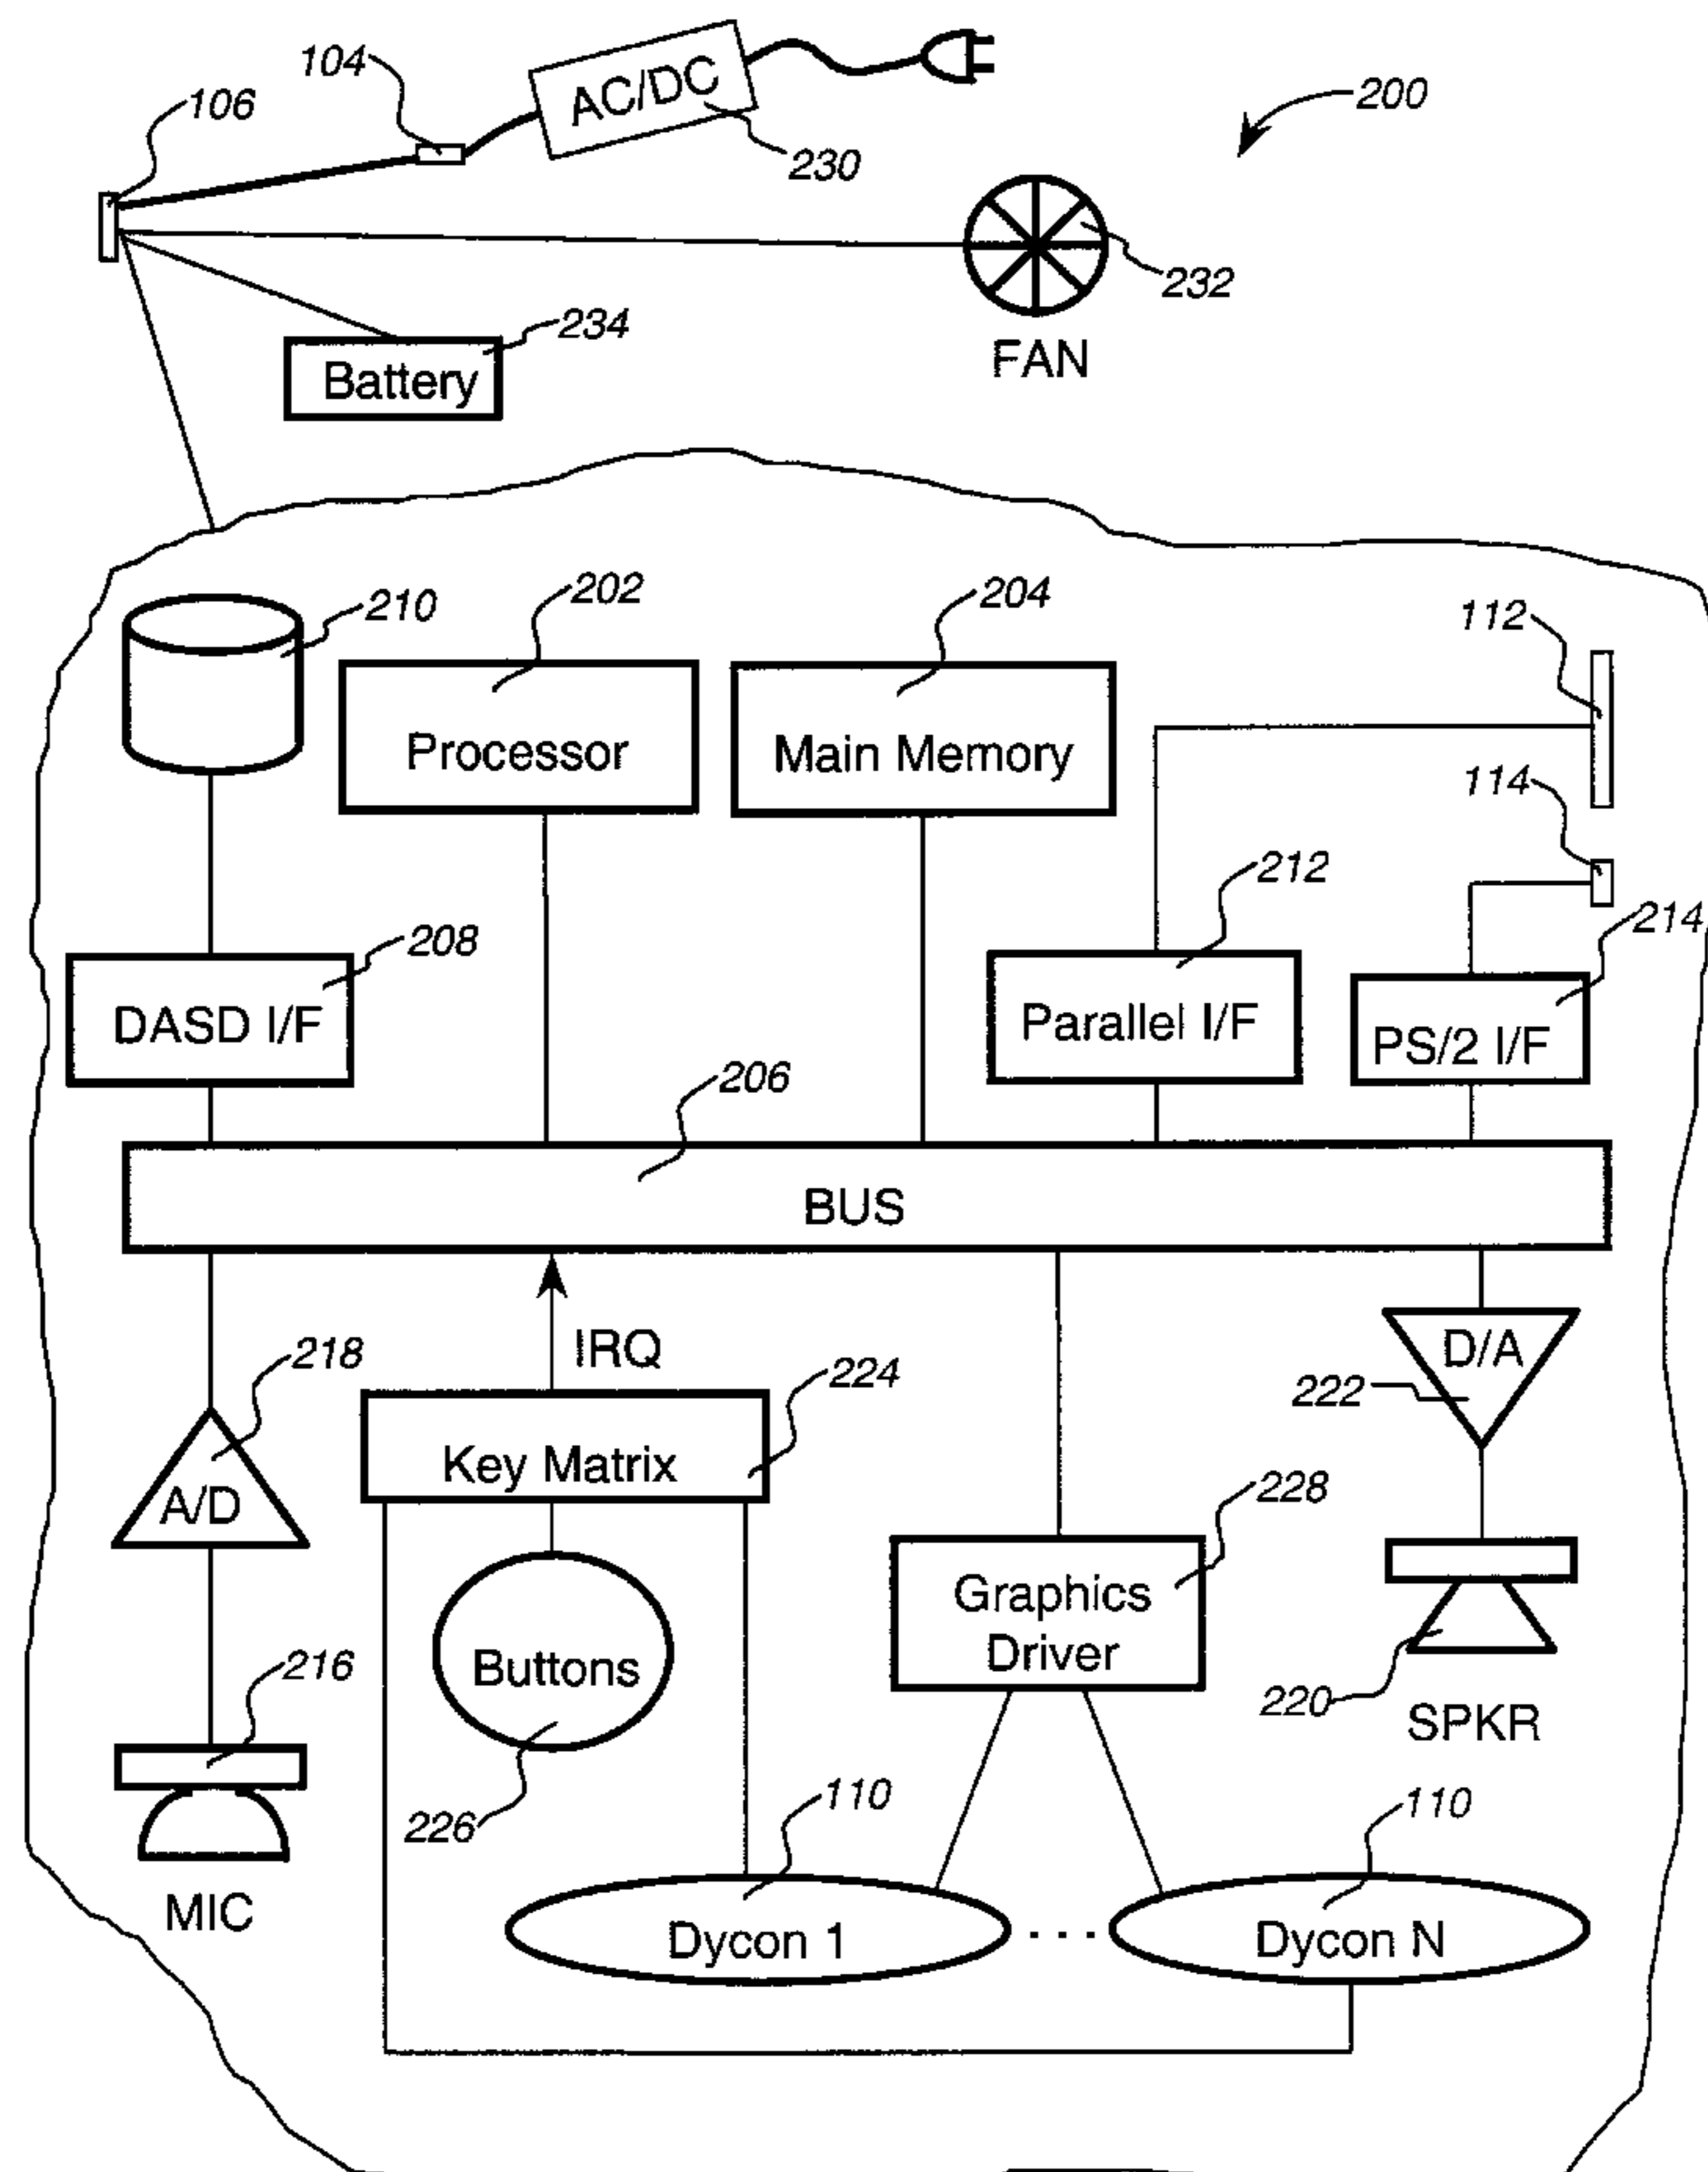 104
AC/DC
106
200
230
232
234
FAN
Battery
202
204
210
112
Processor
Main Memory
114
212
208
214
DASD I/F
Parallel I/F
PS/2 I/F
206
BUS
IRQ
D/A
218
224
222
Key Matrix
A/D
228
Graphics
Driver
Buttons
216
220
SPKR
226
110
110
MIC
Dycon 1
. . .
Dycon N